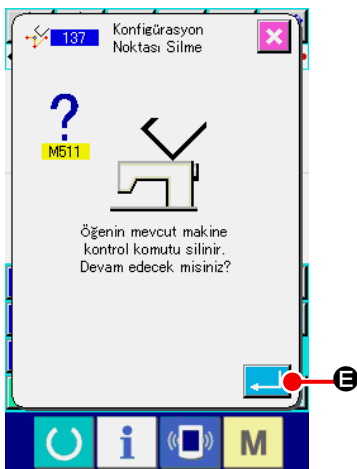 137
Konfigürasyon
Noktası Silme
?
M511
Öğenin mevcut makine
kontrol komutu silinir.
Devam edecek misiniz?
E
i
M